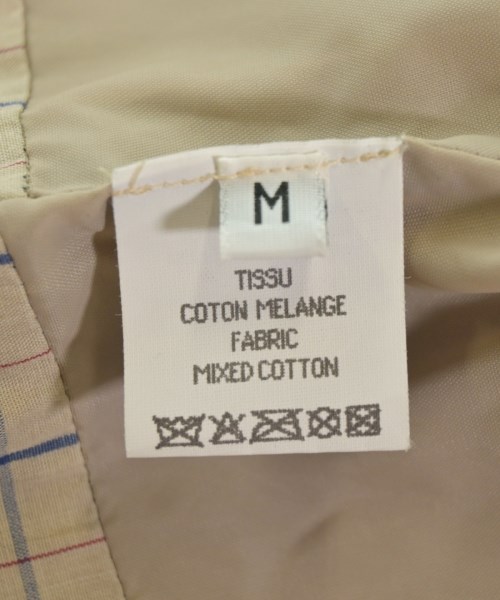 M
TISSU
COTON MELANGE
FABRIC
MIXED COTTON